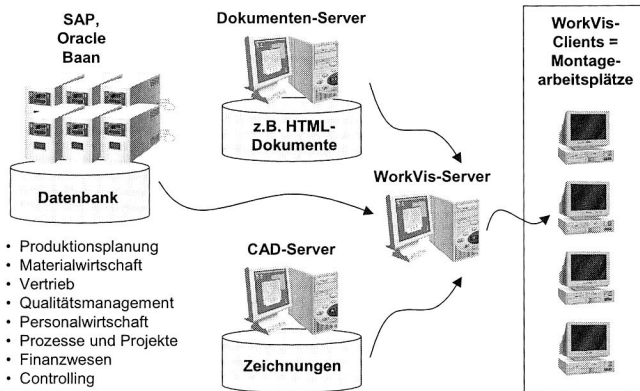 SAP,
Oracle
Baan
Datenbank
• Produktionsplanung
• Materialwirtschaft
• Vertrieb
• Qualitätsmanagement
• Personalwirtschaft
• Prozesse und Projekte
• Finanzwesen
• Controlling
Dokumenten-Server
z.B. HTML-
Dokumente
CAD-Server
Zeichnungen
WorkVis-Server
WorkVis-
Clients =
Montage-
arbeitsplätze